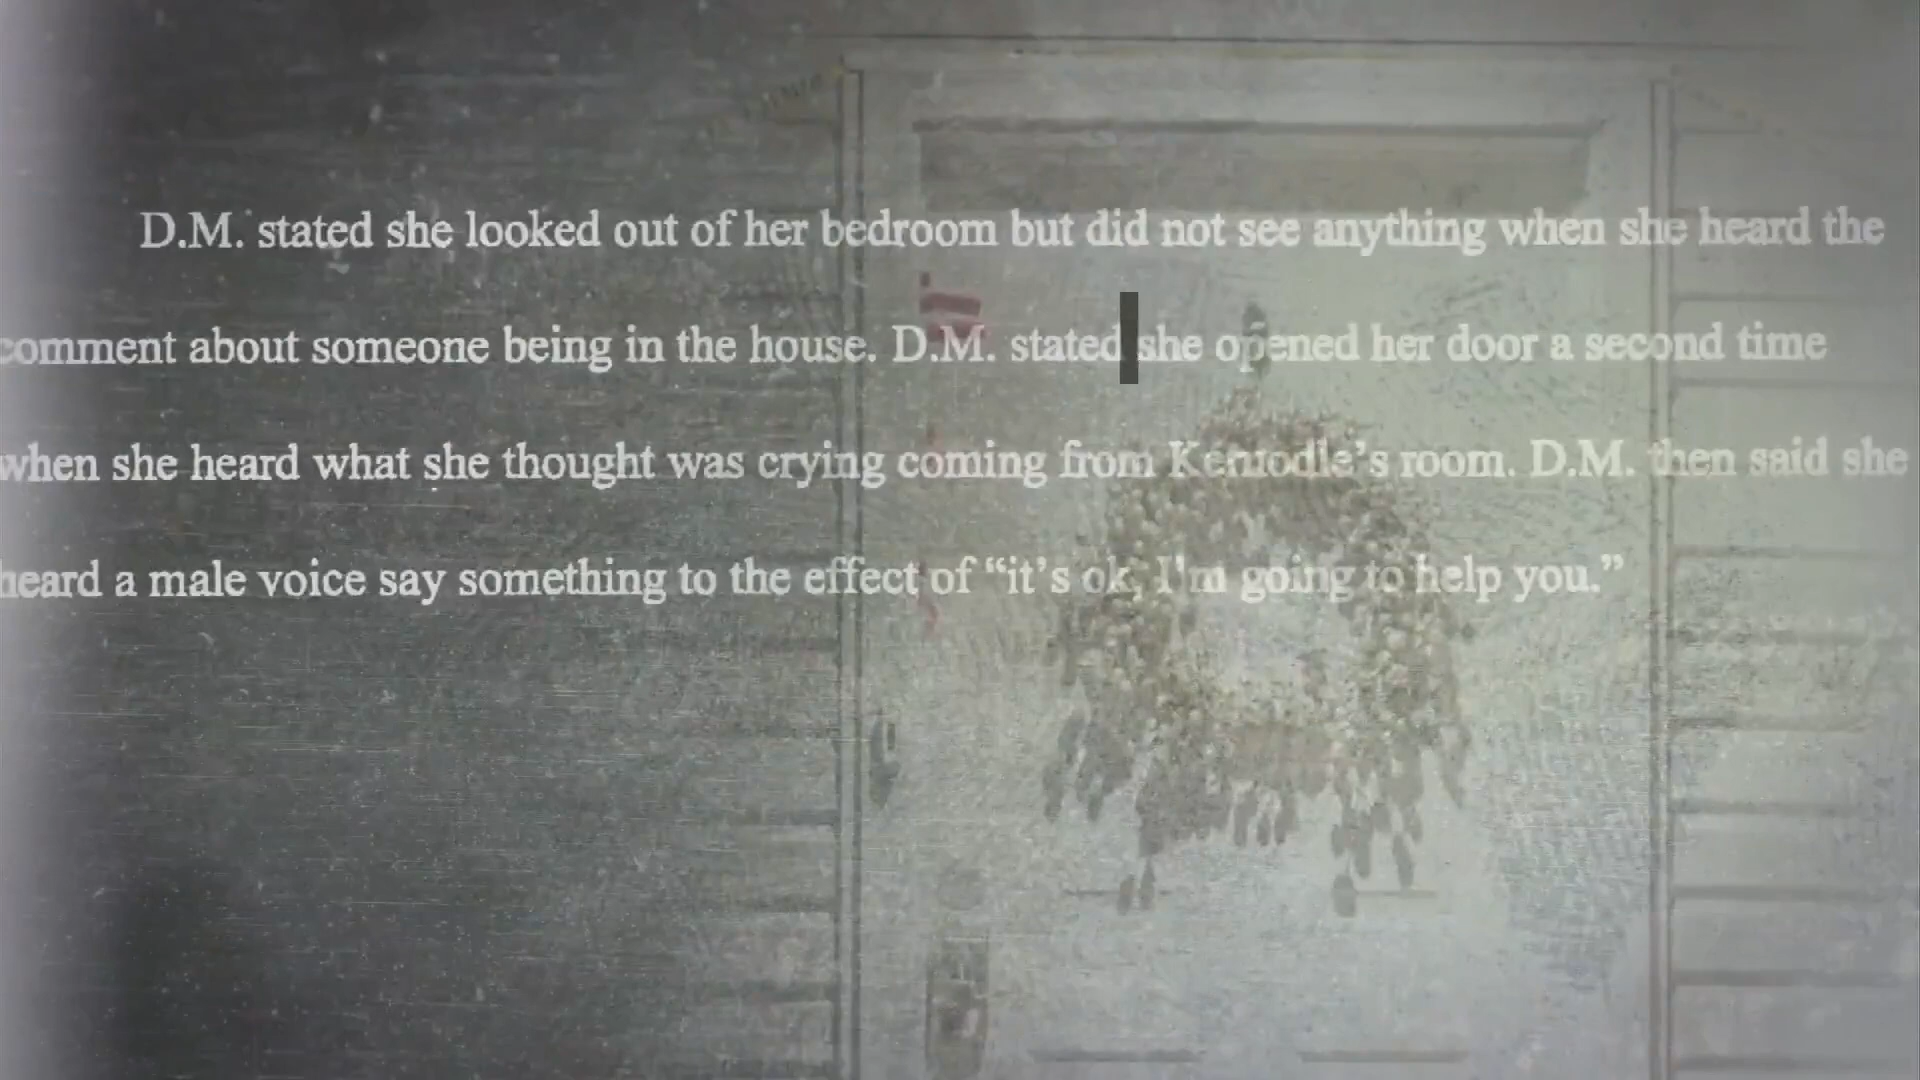 D.M. stated she looked out of her bedroom but did not see anything when she heard the
comment about someone being in the house. D.M. stated she opened her door a second time
when she heard what she thought was crying coming from Kernodle’s room. D.M. then said she
heard a male voice say something to the effect of “it’s ok, I'm going to help you.”